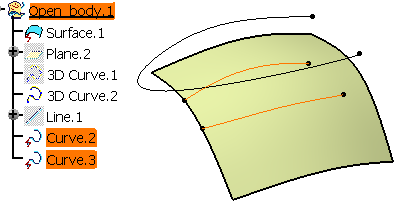 Open_body.1
Surface.1
Plane.2
3D Curve.1
3D Curve.2
Line.1
Curve.2
Curve.3